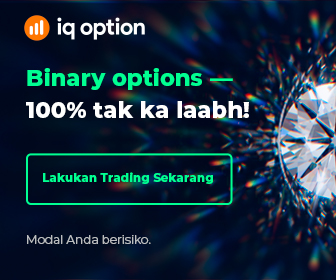 iq option
Binary options —
100% tak ka laabh!
Lakukan Trading Sekarang
Modal Anda berisiko.